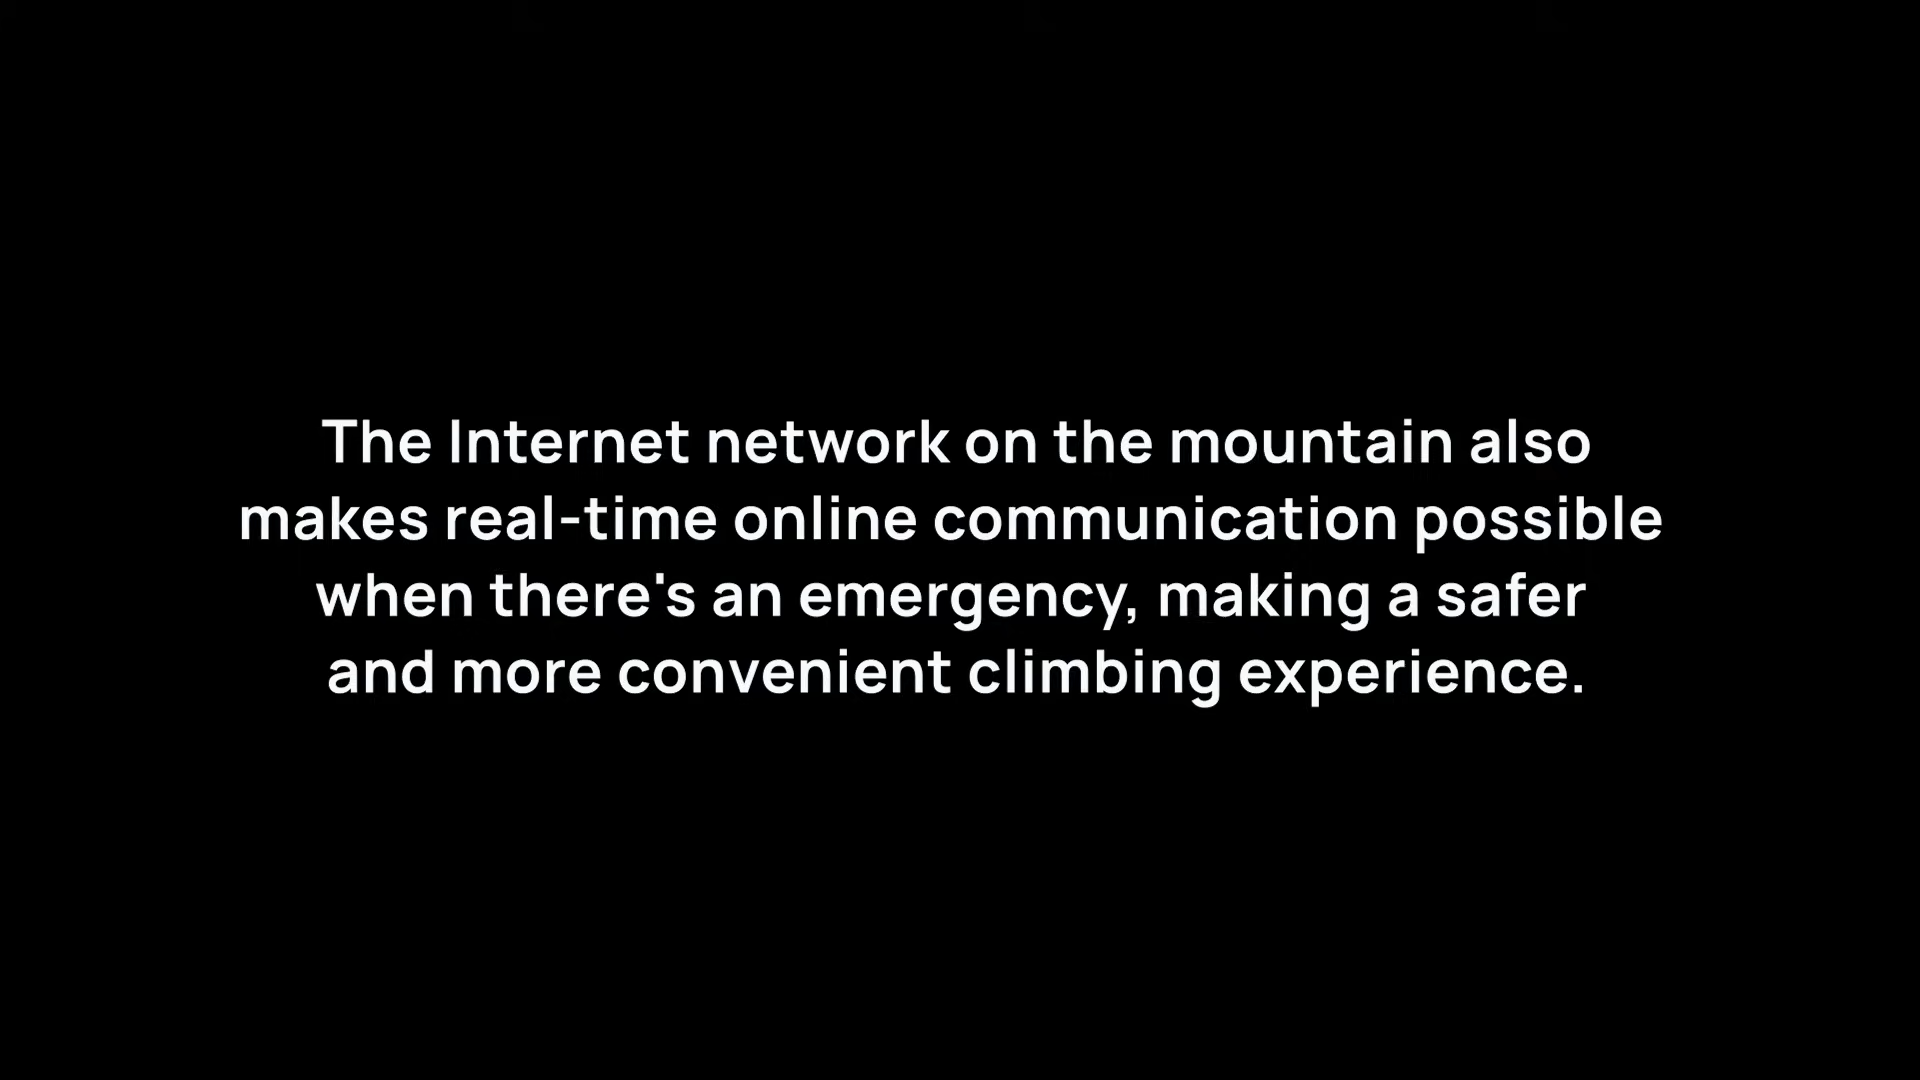 The Internet network on the mountain also
makes real-time online communication possible
when there's an emergency, making a safer
and more convenient climbing experience.